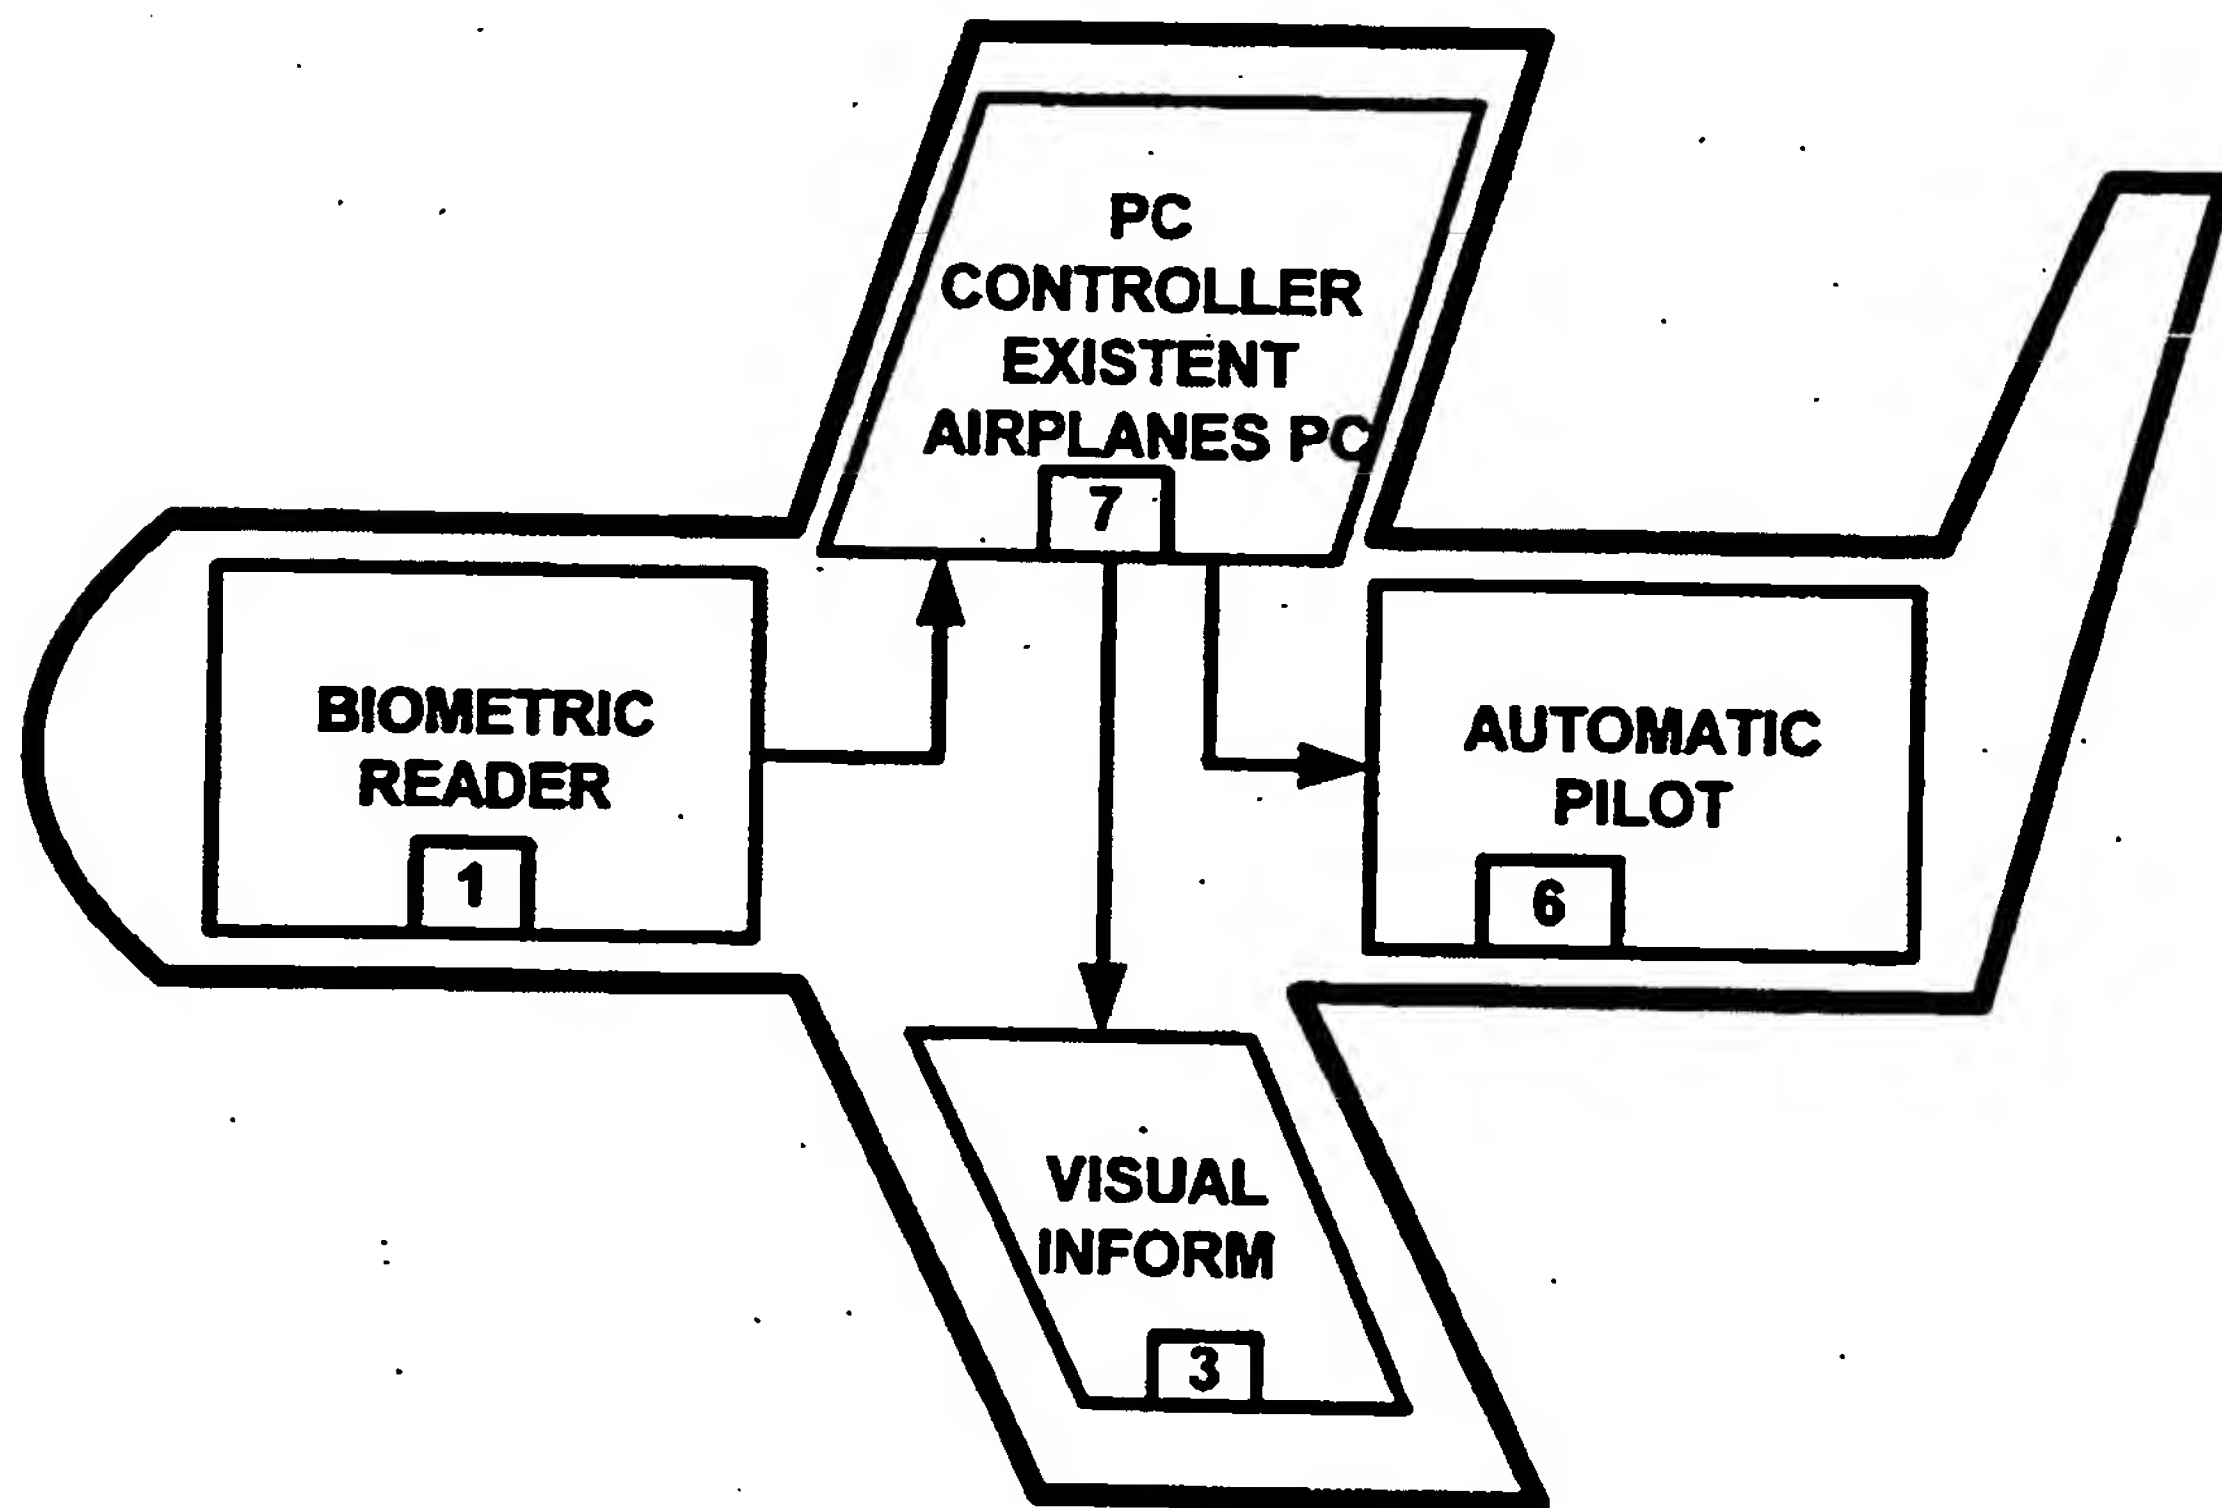 PC
CONTROLLER
EXISTENT
AIRPLANES PC
7
BIOMETRIC
READER
1
AUTOMATIC
PILOT
6
VISUAL
INFORM
3